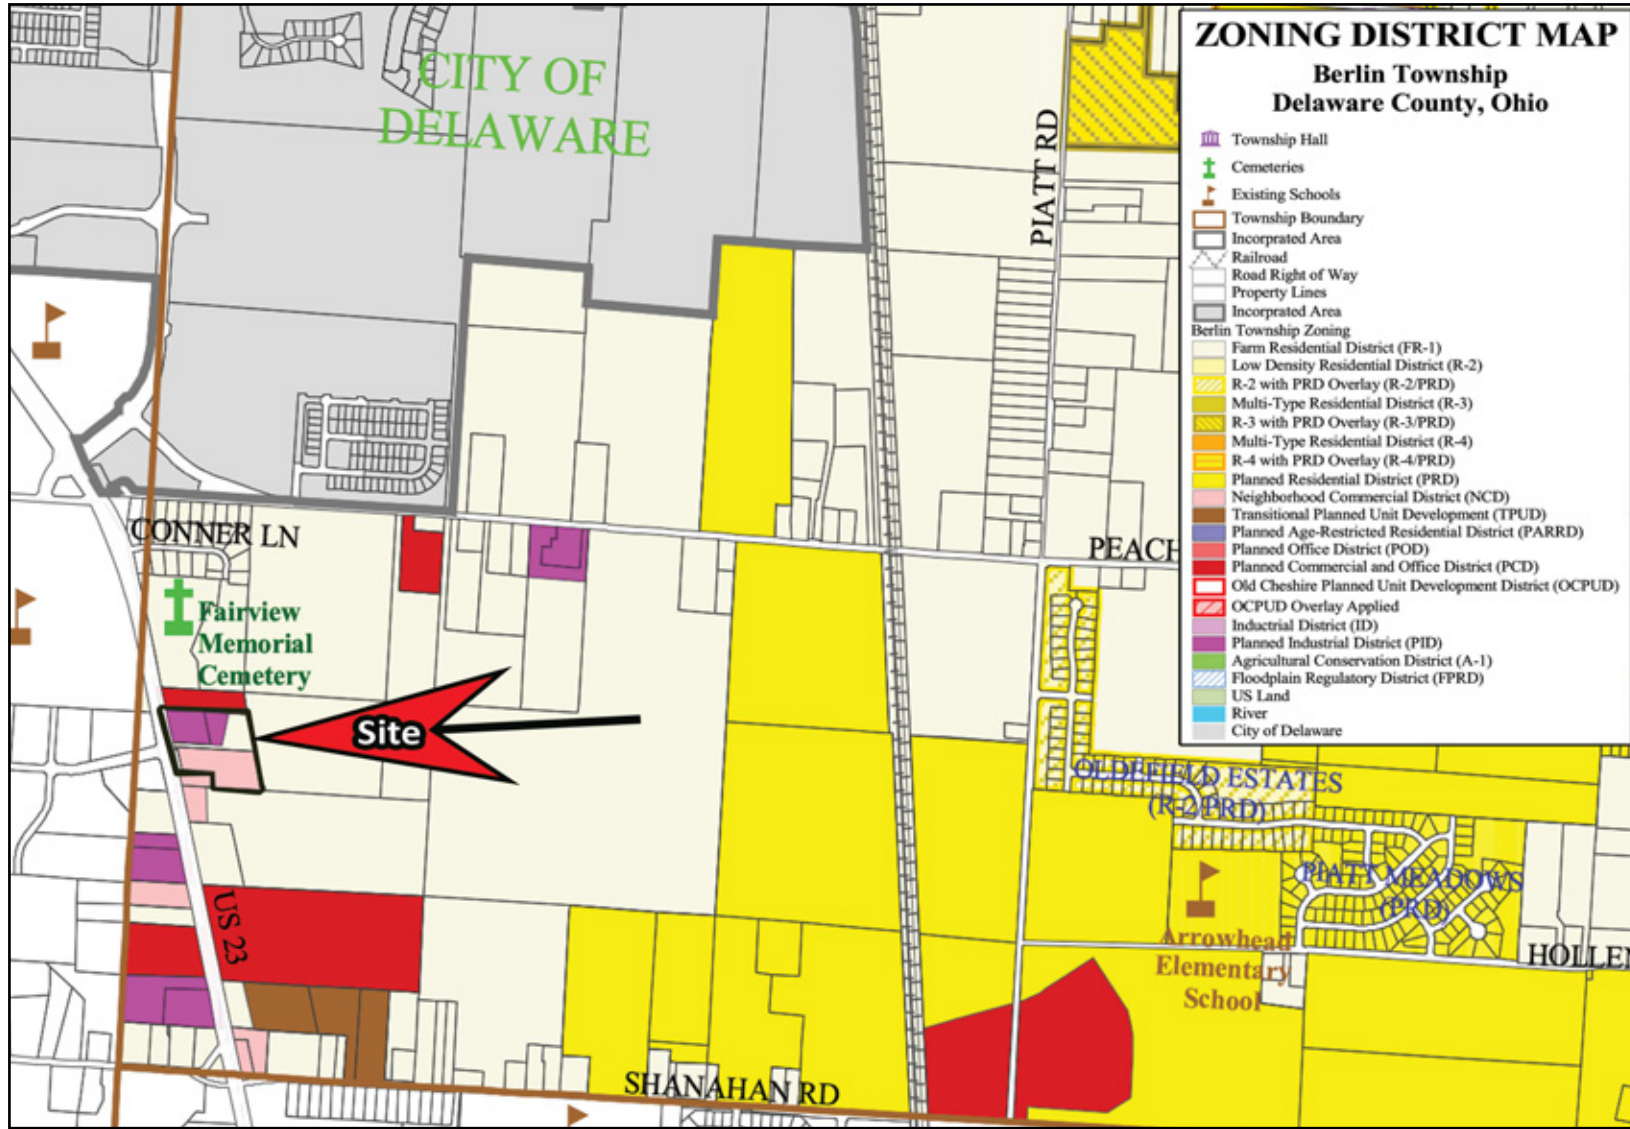 ZONING DISTRICT MAP
Berlin Township
Delaware County, Ohio
Township Hall
Cemeteries
Existing Schools
Township Boundary
Incorprated Area
Railroad
Road Right of Way
Property Lines
Incorprated Area
Berlin Township Zoning
Farm Residential District (FR-1)
Low Density Residential District (R-2)
R-2 with PRD Overlay (R-2/PRD)
Multi-Type Residential District (R-3)
R-3 with PRD Overlay (R-3/PRD)
Multi-Type Residential District (R-4)
R-4 with PRD Overlay (R-4/PRD)
Planned Residential District (PRD)
Neighborhood Commercial District (NCD)
Transitional Planned Unit Development (TPUD)
Planned Age-Restricted Residential District (PARRD)
Planned Office District (POD)
Planned Commercial and Office District (PCD)
Old Cheshire Planned Unit Development District (OCPUD)
OCPUD Overlay Applied
Inductrial District (ID)
Planned Industrial District (PID)
Agricultural Conservation District (A-1)
Floodplain Regulatory District (FPRD)
US Land
River
City of Delaware
CITY OF
DELAWARE
PIATT RD
CONNER LN
PEACH
Fairview
Memorial
Cemetery
Site
OLDEFIELD ESTATES
(R-2/PRD)
PIATT MEADOWS
(PRD)
US 23
Arrowhead
Elementary
School
HOLLEN
SHANAHAN RD